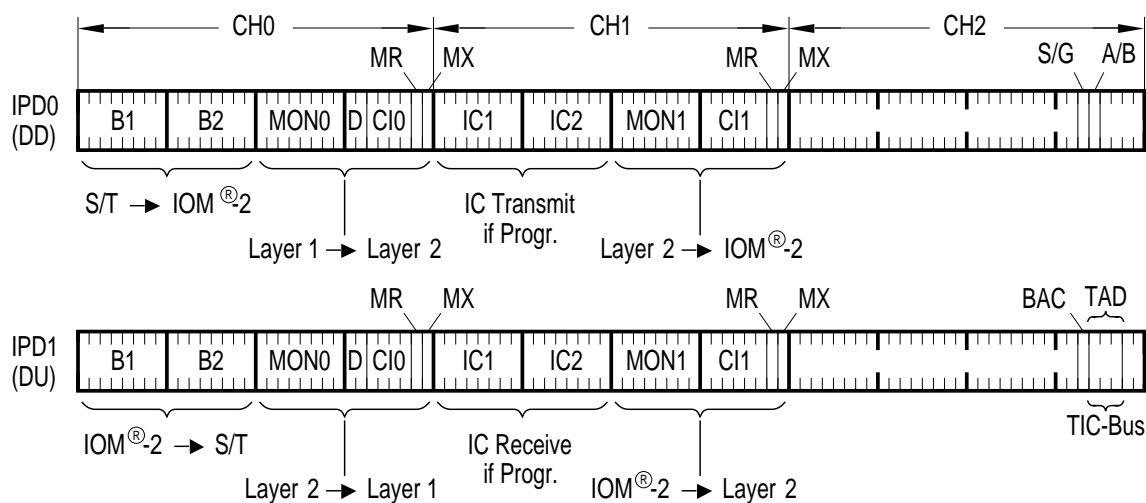 CH0 CH1 CH2
MR MX MR MX S/G A/B
IPD0 (DD)
B1 B2 MON0 D CI0 IC1 IC2 MON1 CI1
S/T → IOM®-2
IC Transmit if Progr.
Layer 1 → Layer 2
Layer 2 → IOM®-2
MR MX MR MX BAC TAD
IPD1 (DU)
B1 B2 MON0 D CI0 IC1 IC2 MON1 CI1
TIC-Bus
IOM®-2 → S/T
IC Receive if Progr.
Layer 2 → Layer 1
IOM®-2 → Layer 2